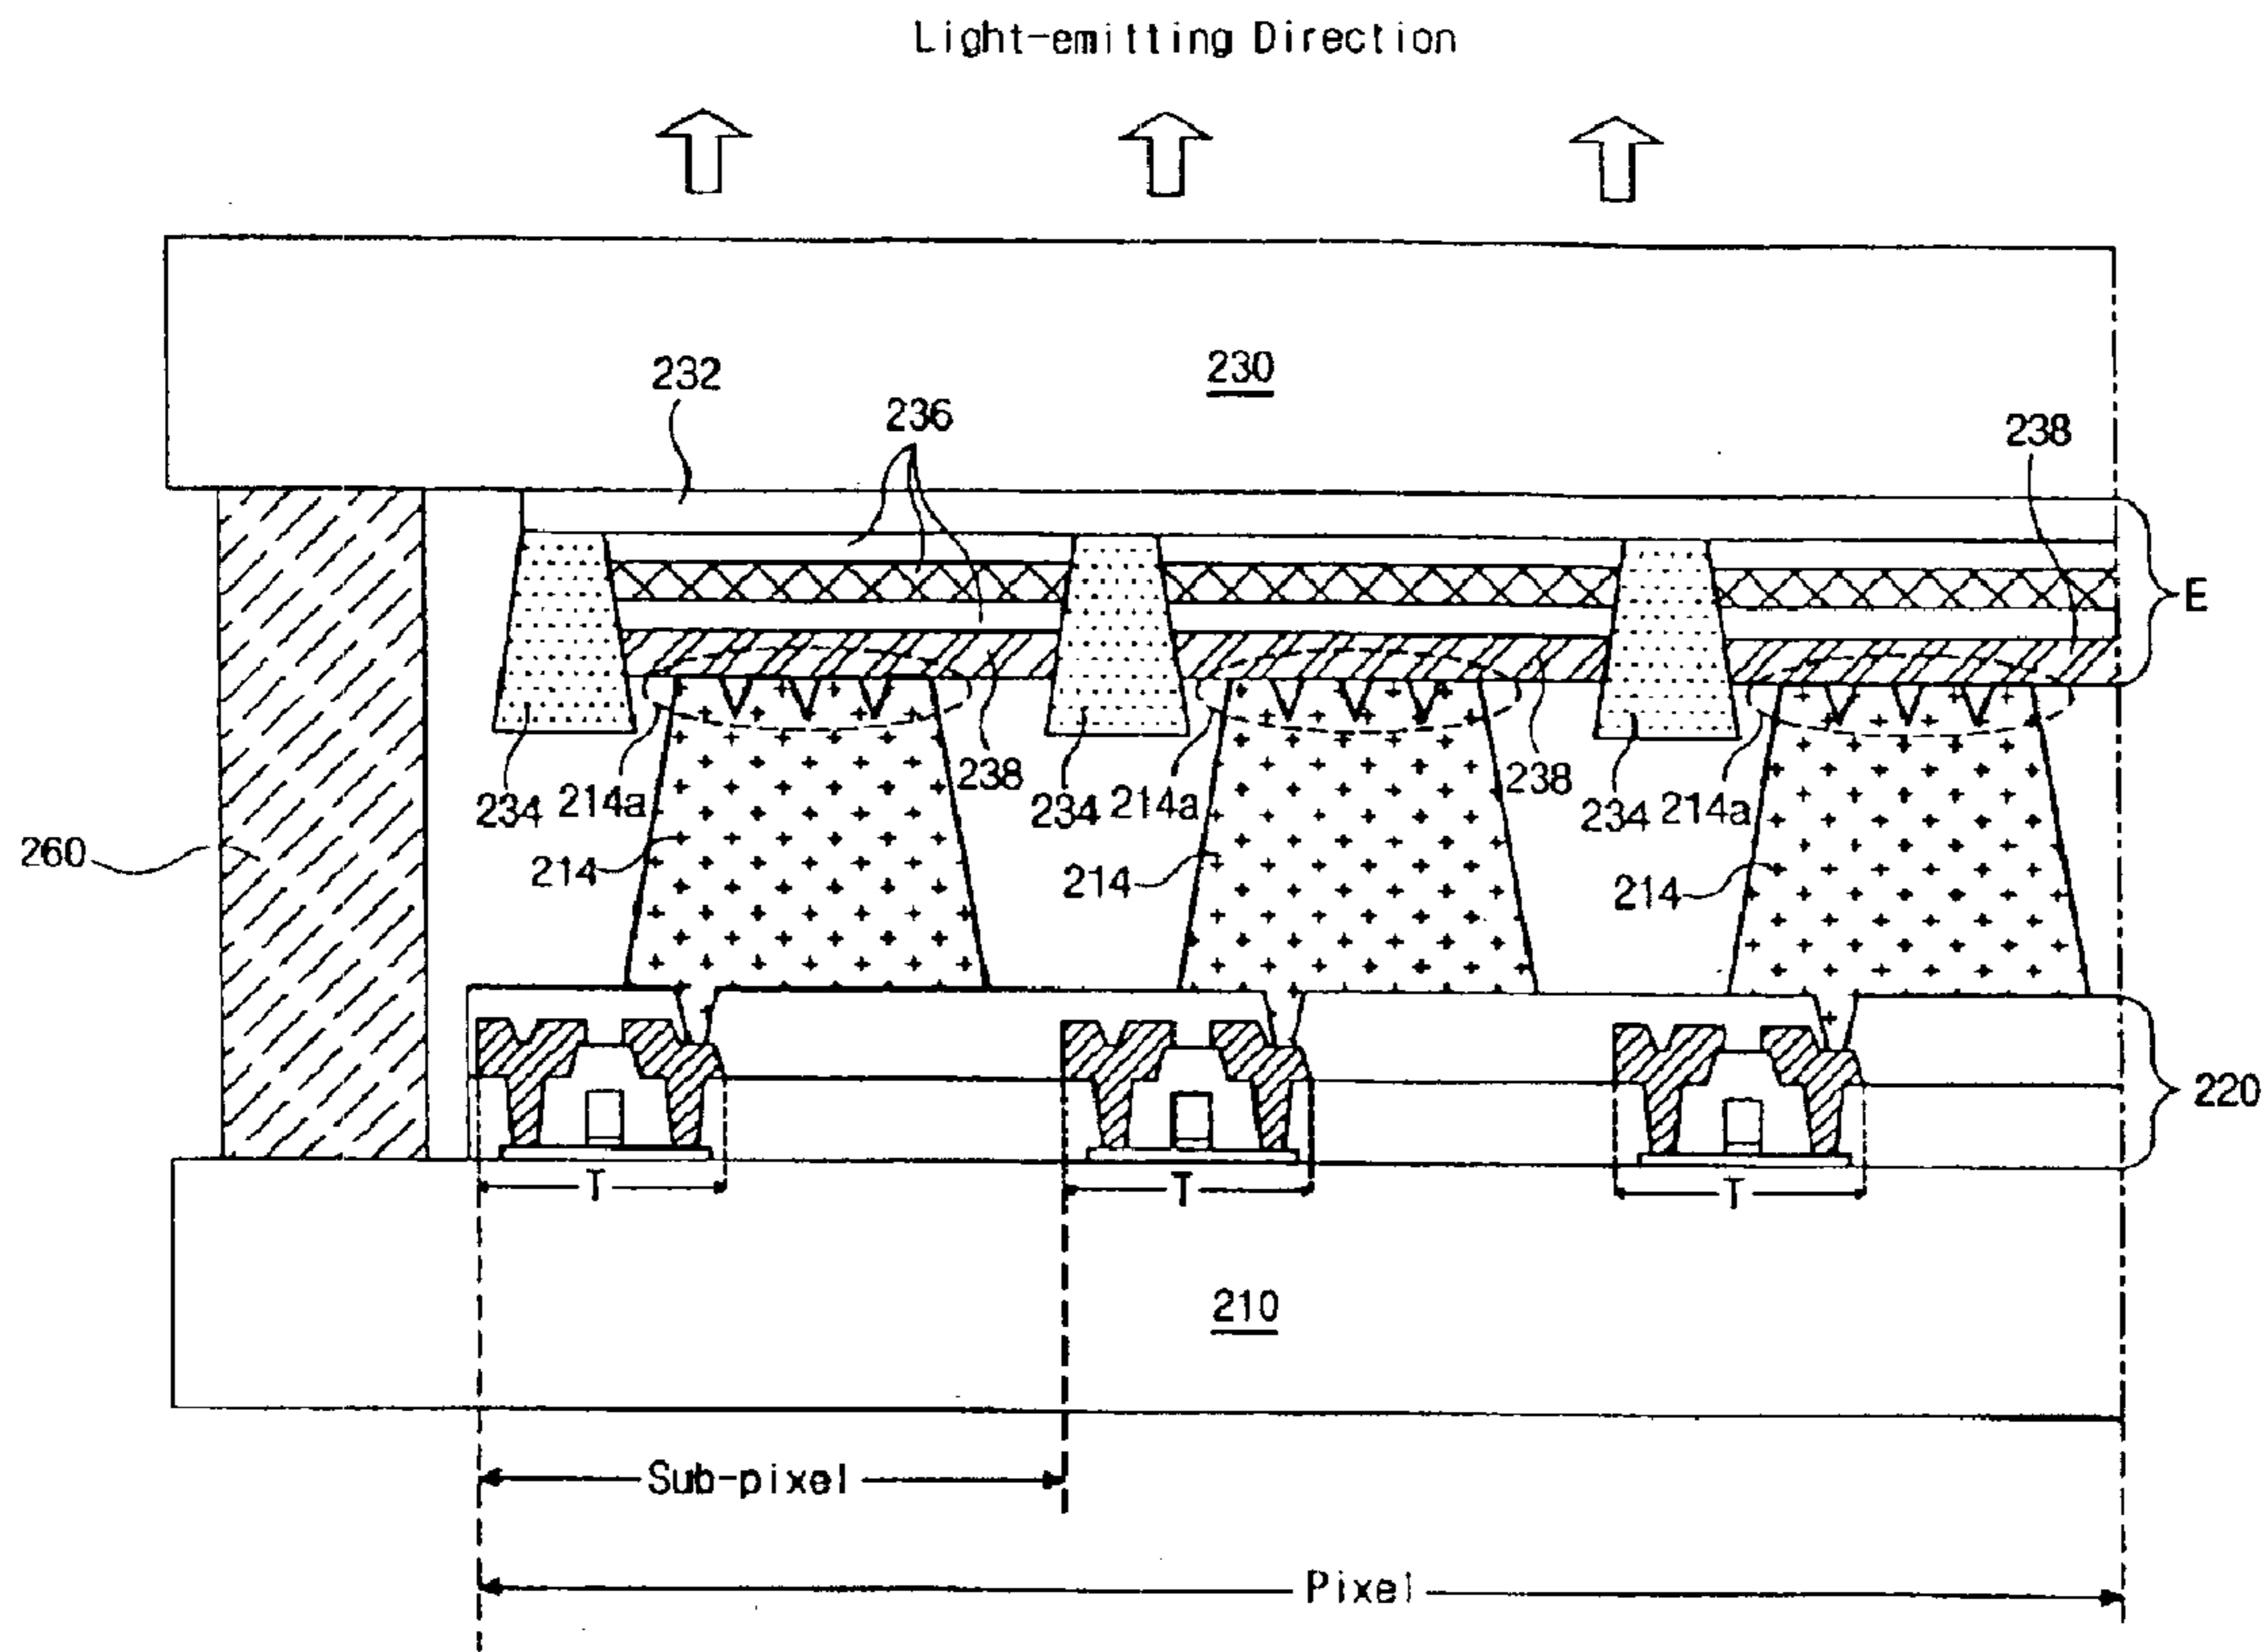 Light-emitting Direction
230
232
236
238
E
234
214a
238
234
214a
238
234
214a
260
214
214
214
220
T
T
T
210
Sub-pixel
Pixel